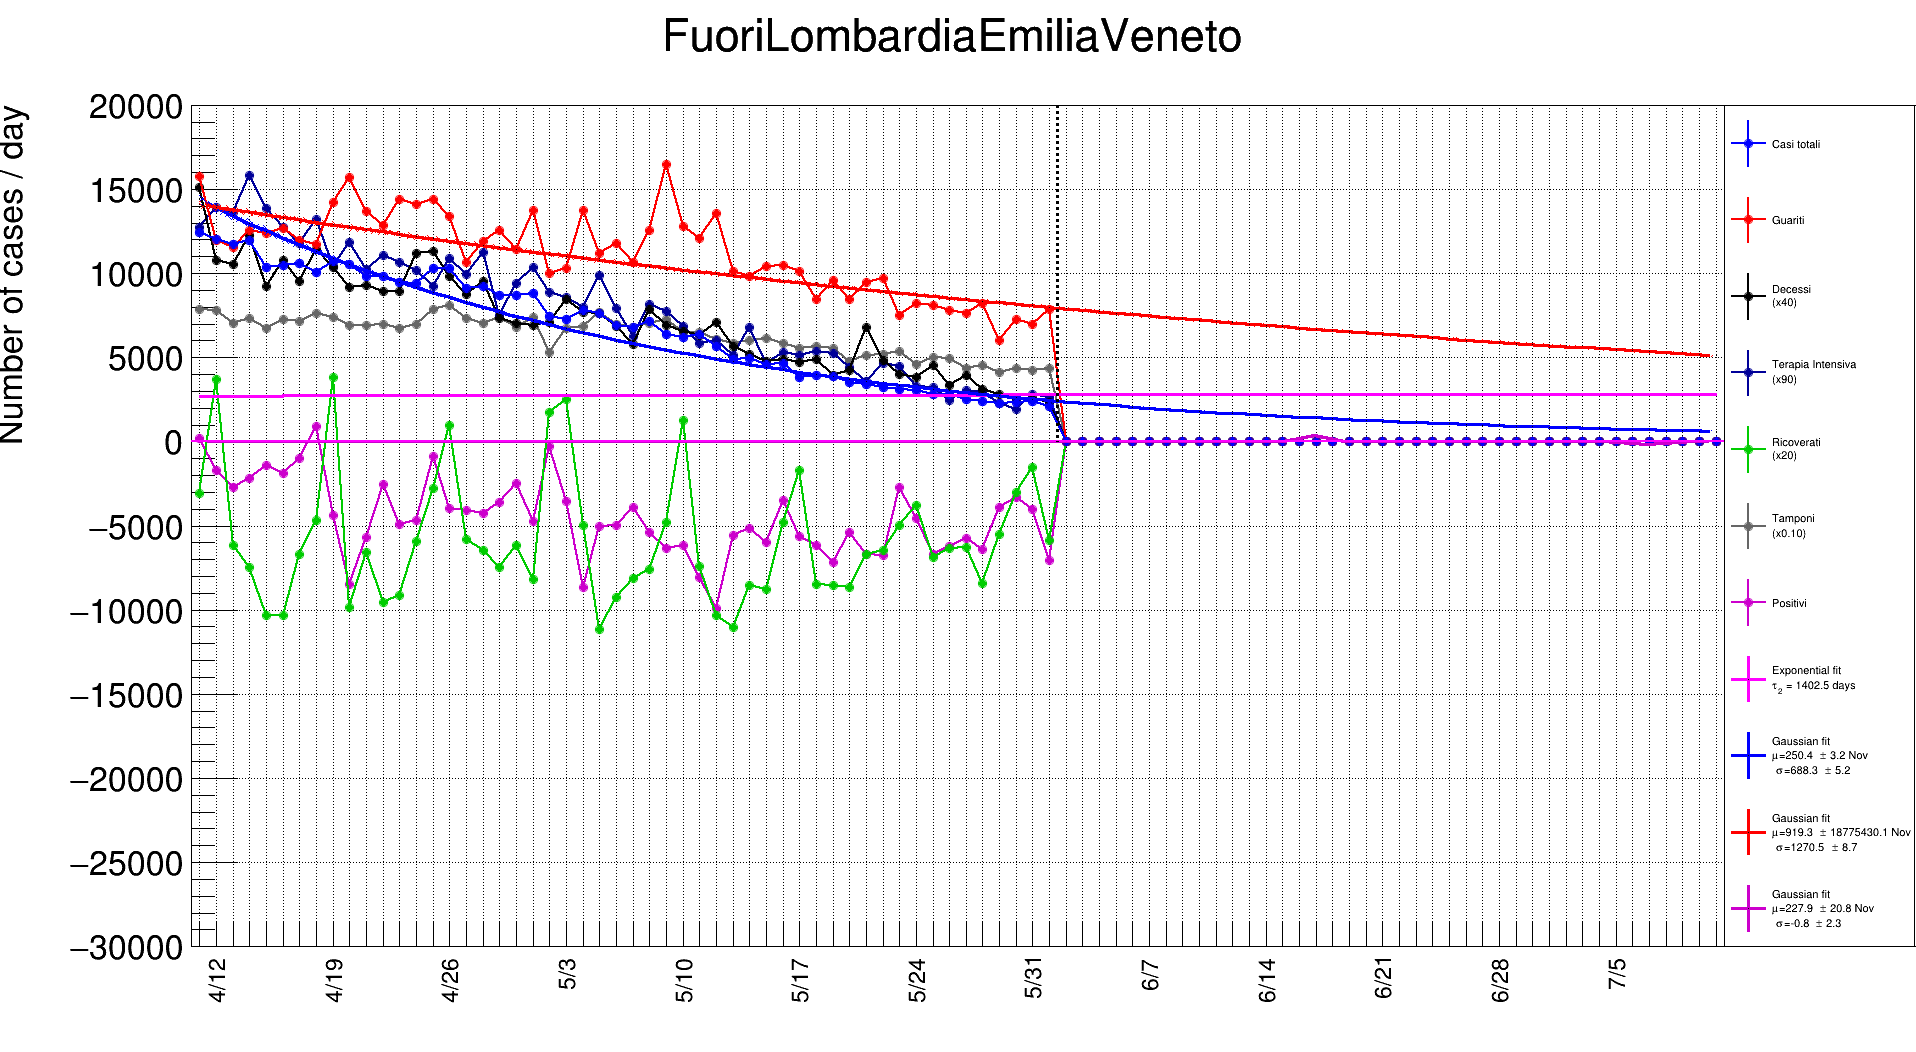 FuoriLombardiaEmiliaVeneto
Number of cases / day
20000
15000
10000
5000
0
−5000
−10000
−15000
−20000
−25000
−30000
4/12
4/19
4/26
5/3
5/10
5/17
5/24
5/31
6/7
6/14
6/21
6/28
7/5
Casi totali
Guariti
Decessi
(x40)
Terapia Intensiva
(x90)
Ricoverati
(x20)
Tamponi
(x0.10)
Positivi
Exponential fit
τ2 = 1402.5 days
Gaussian fit
μ=250.4 ± 3.2 Nov
σ=688.3 ± 5.2
Gaussian fit
μ=919.3 ± 18775430.1 Nov
σ=1270.5 ± 8.7
Gaussian fit
μ=227.9 ± 20.8 Nov
σ=-0.8 ± 2.3